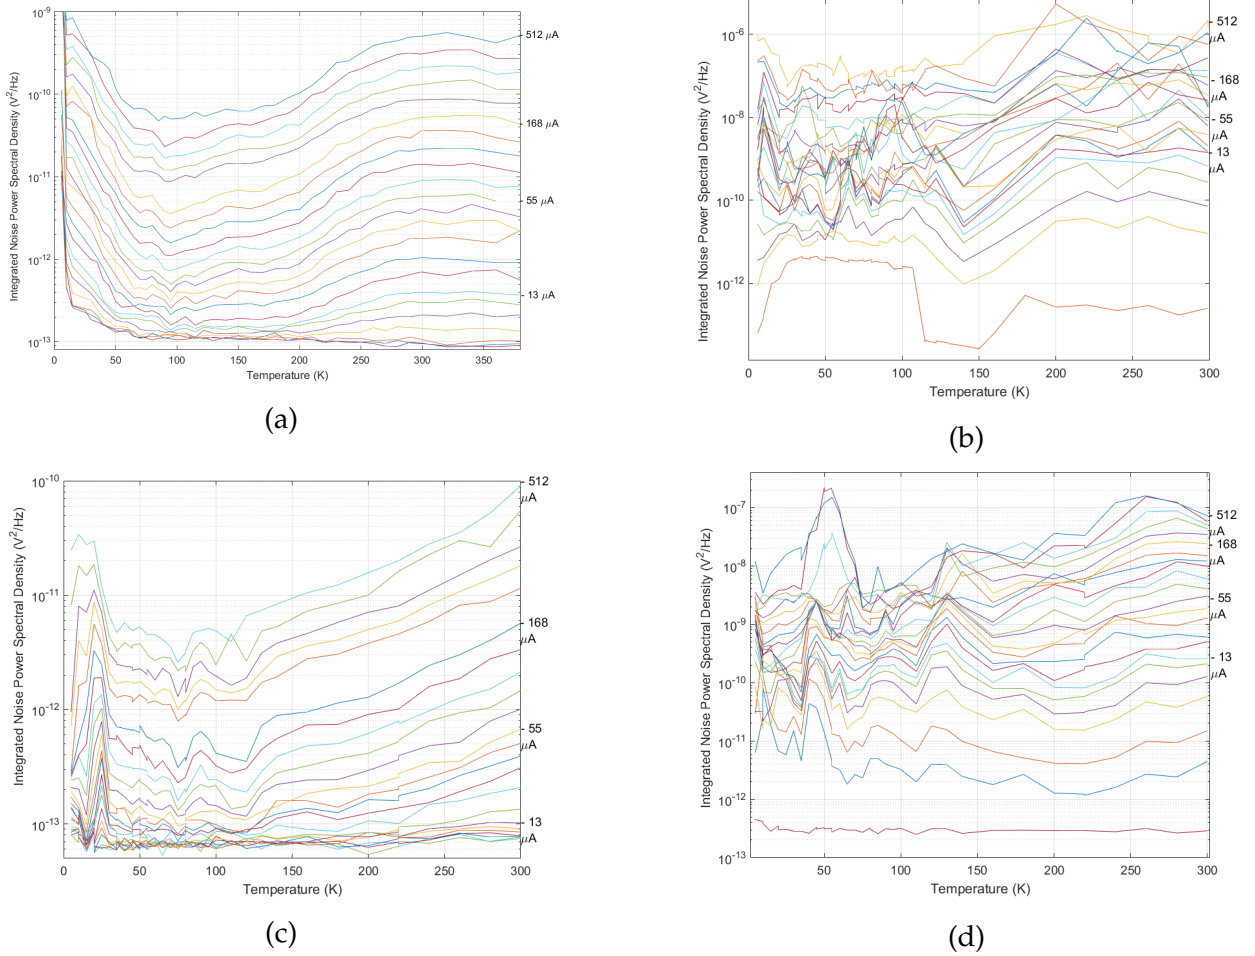 Integrated Noise Power Spectral Density (V²/Hz)
10⁻⁹
10⁻¹⁰
10⁻¹¹
10⁻¹²
10⁻¹³
0 50 100 150 200 250 300 350
Temperature (K)
- 512 μA
168 μA
55 μA
- 13 μA
(a)
Integrated Noise Power Spectral Density (V²/Hz)
10⁻⁶
10⁻⁸
10⁻¹⁰
10⁻¹²
0 50 100 150 200 250 300
Temperature (K)
- 512
μA
- 168
μA
- 55
μA
- 13
μA
(b)
Integrated Noise Power Spectral Density (V²/Hz)
10⁻¹⁰
10⁻¹¹
10⁻¹²
10⁻¹³
0 50 100 150 200 250 300
Temperature (K)
- 512
μA
- 168
μA
- 55
μA
- 13
μA
(c)
Integrated Noise Power Spectral Density (V²/Hz)
10⁻⁷
10⁻⁸
10⁻⁹
10⁻¹⁰
10⁻¹¹
10⁻¹²
10⁻¹³
50 100 150 200 250 300
Temperature (K)
- 512
μA
- 168
μA
- 55
μA
- 13
μA
(d)